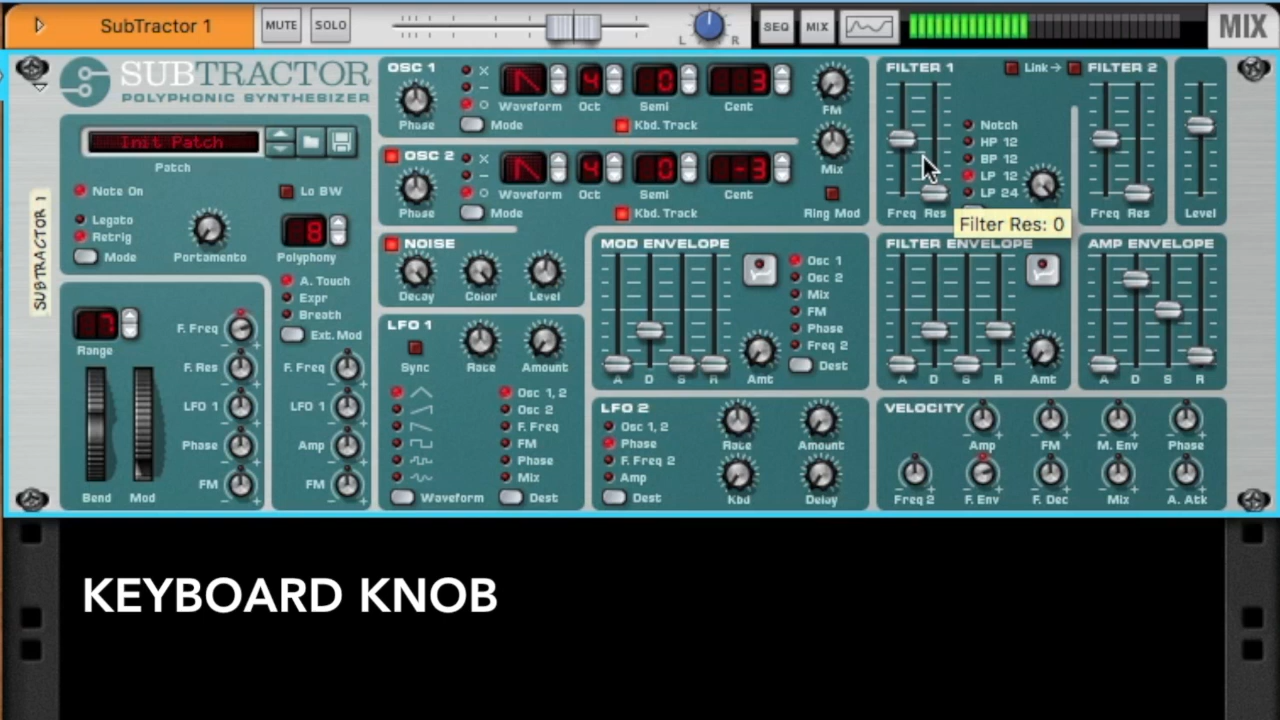 SubTractor 1
MUTE
SOLO
L R
SEQ
MIX
MIX
SUBTRACTOR
POLYPHONIC SYNTHESIZER
Init Patch
Patch
Note On
Lo BW
Legato
Retrig
Mode
Portamento
8
Polyphony
SUBTRACTOR 1
7
Range
A. Touch
Expr
Breath
Ext. Mod
F. Freq
F. Res
LFO 1
Phase
FM
F. Freq
LFO 1
Amp
FM
Bend
Mod
OSC 1
Phase
Mode
Waveform
4
Oct
0
Semi
3
Cent
Kbd. Track
FM
OSC 2
Phase
Mode
Waveform
4
Oct
0
Semi
-3
Cent
Kbd. Track
Mix
Ring Mod
NOISE
Decay
Color
Level
LFO 1
Sync
Rate
Amount
Osc 1, 2
Osc 2
F. Freq
FM
Phase
Mix
Waveform
Dest
MOD ENVELOPE
A D S R
Amt
Osc 1
Osc 2
Mix
FM
Phase
Freq 2
Dest
LFO 2
Osc 1, 2
Phase
F. Freq 2
Amp
Dest
Rate
Amount
Kbd
Delay
FILTER 1
Link
FILTER 2
Notch
HP 12
BP 12
LP 12
LP 24
Freq Res
Freq Res
Level
Filter Res: 0
FILTER ENVELOPE
A D S R
Amt
AMP ENVELOPE
A D S R
VELOCITY
Amp
FM
M. Env
Phase
Freq 2
F. Env
F. Dec
Mix
A. Atk
KEYBOARD KNOB